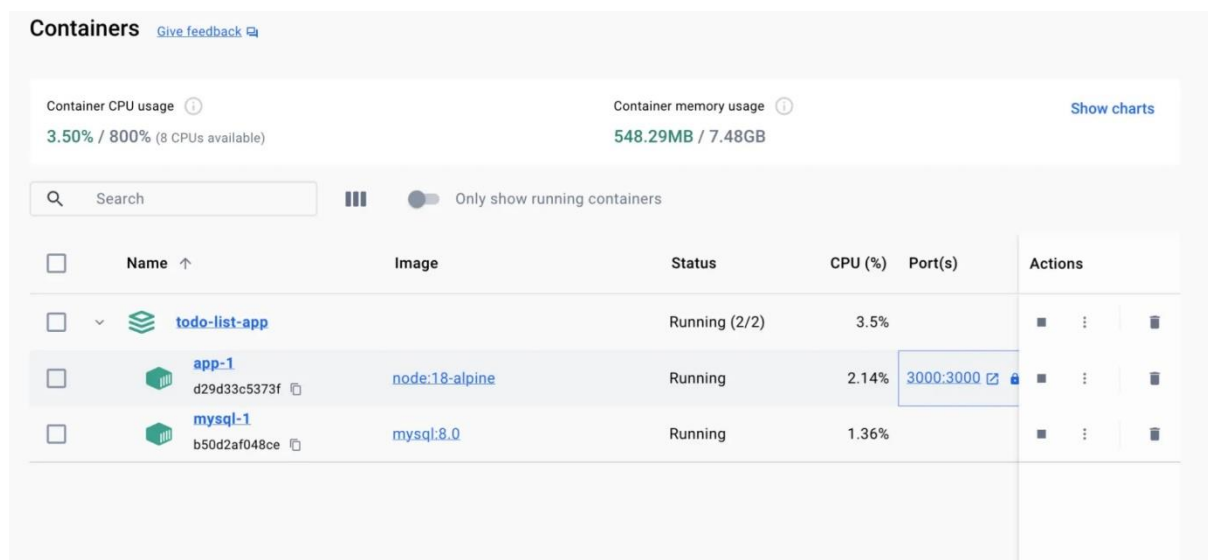 Containers Give feedback
Container CPU usage
Container memory usage
Show charts
3.50% / 800% (8 CPUs available)
548.29MB / 7.48GB
Search
Only show running containers
Name Image Status CPU (%) Port(s) Actions
todo-list-app Running (2/2) 3.5%
app-1
d29d33c5373f
node:18-alpine Running 2.14% 3000:3000
mysql-1
b50d2af048ce
mysql:8.0 Running 1.36%